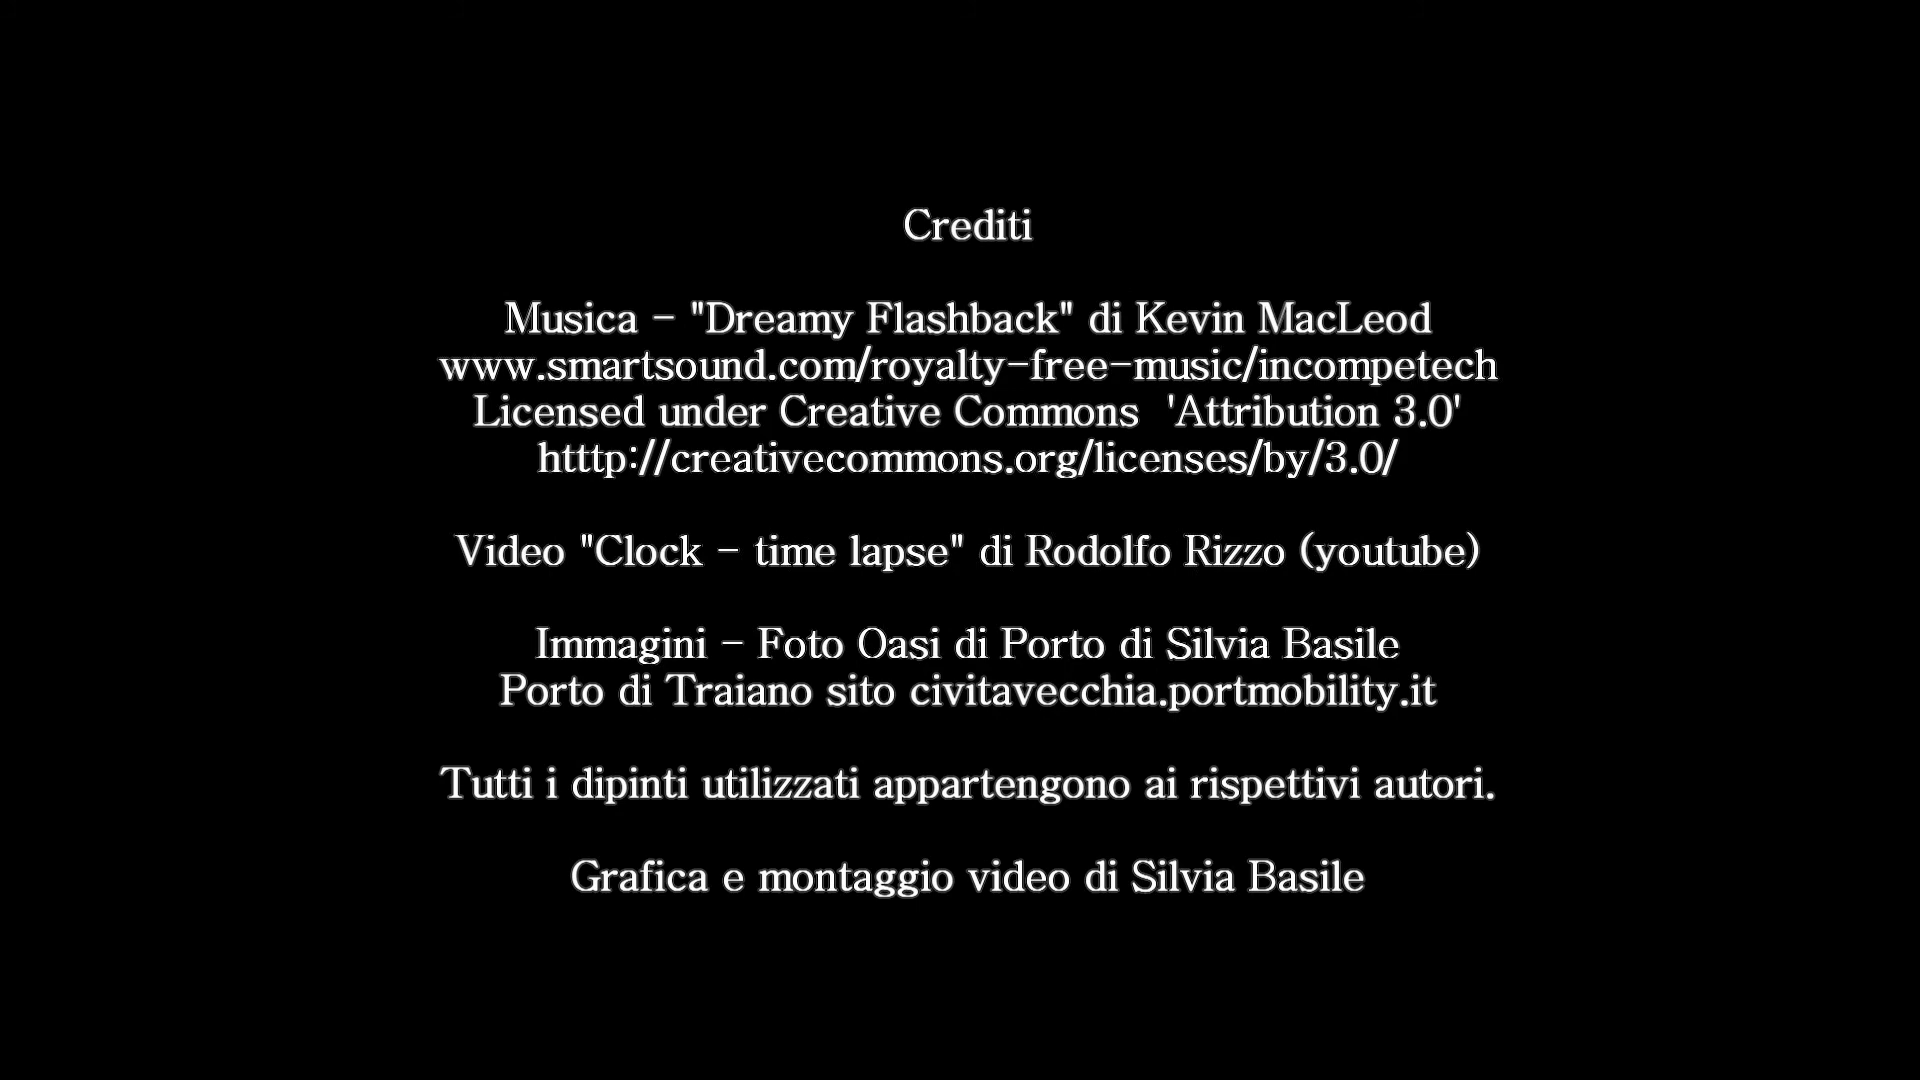 Crediti
Musica - "Dreamy Flashback" di Kevin MacLeod
www.smartsound.com/royalty-free-music/incompetech
Licensed under Creative Commons  'Attribution 3.0'
htttp://creativecommons.org/licenses/by/3.0/
Video "Clock - time lapse" di Rodolfo Rizzo (youtube)
Immagini - Foto Oasi di Porto di Silvia Basile
Porto di Traiano sito civitavecchia.portmobility.it
Tutti i dipinti utilizzati appartengono ai rispettivi autori.
Grafica e montaggio video di Silvia Basile